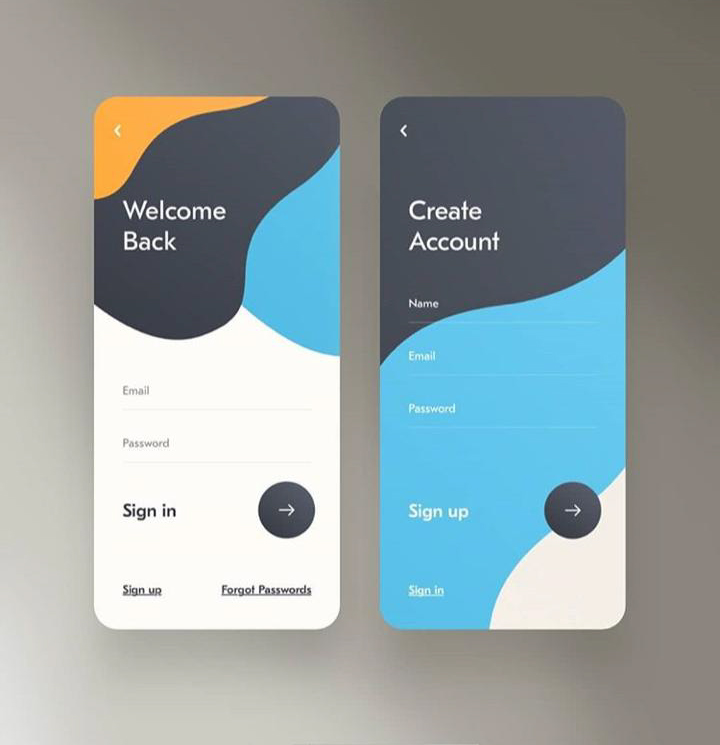 Welcome
Back
Email
Password
Sign in
Sign up
Forgot Passwords
Create
Account
Name
Email
Password
Sign up
Sign in